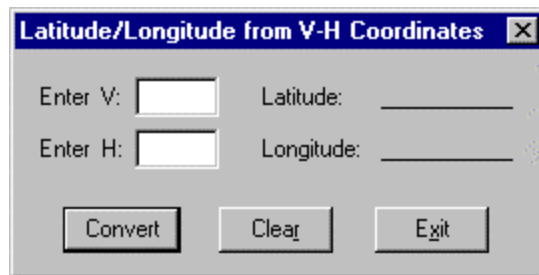 Latitude/Longitude from V-H Coordinates
Enter V: Latitude:
Enter H: Longitude:
Convert Clear Exit